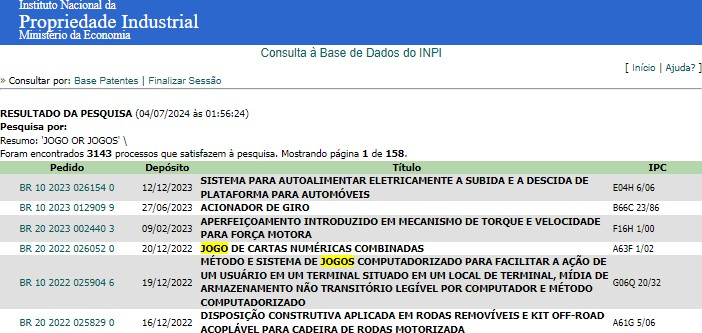 Instituto Nacional da
Propriedade Industrial
Ministério da Economia
Consulta à Base de Dados do INPI
[ Início | Ajuda? ]
» Consultar por: Base Patentes | Finalizar Sessão
RESULTADO DA PESQUISA (04/07/2024 às 01:56:24)
Pesquisa por:
Resumo: 'JOGO OR JOGOS' \
Foram encontrados 3143 processos que satisfazem à pesquisa. Mostrando página 1 de 158.
Pedido Depósito Título IPC
BR 10 2023 026154 0 12/12/2023 SISTEMA PARA AUTOALIMENTAR ELETRICAMENTE A SUBIDA E A DESCIDA DE PLATAFORMA PARA AUTOMÓVEIS E04H 6/06
BR 10 2023 012909 9 27/06/2023 ACIONADOR DE GIRO B66C 23/86
BR 20 2023 002440 3 09/02/2023 APERFEIÇOAMENTO INTRODUZIDO EM MECANISMO DE TORQUE E VELOCIDADE PARA FORÇA MOTORA F16H 1/00
BR 20 2022 026052 0 20/12/2022 JOGO DE CARTAS NUMÉRICAS COMBINADAS A63F 1/02
BR 10 2022 025904 6 19/12/2022 MÉTODO E SISTEMA DE JOGOS COMPUTADORIZADO PARA FACILITAR A AÇÃO DE UM USUÁRIO EM UM TERMINAL SITUADO EM UM LOCAL DE TERMINAL, MÍDIA DE ARMAZENAMENTO NÃO TRANSITÓRIO LEGÍVEL POR COMPUTADOR E MÉTODO COMPUTADORIZADO G06Q 20/32
BR 20 2022 025829 0 16/12/2022 DISPOSIÇÃO CONSTRUTIVA APLICADA EM RODAS REMOVÍVEIS E KIT OFF-ROAD ACOPLÁVEL PARA CADEIRA DE RODAS MOTORIZADA A61G 5/06